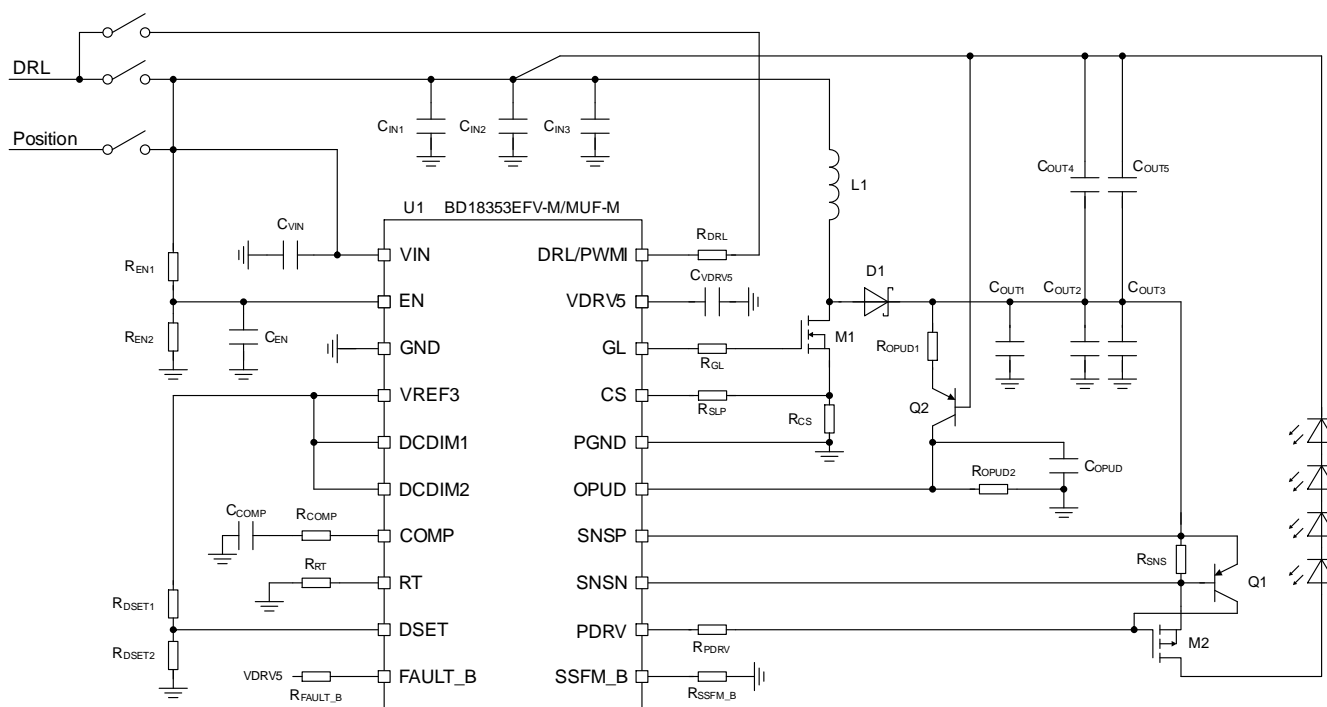 DRL
Position
CIN1
CIN2
CIN3
L1
COUT4
COUT5
U1 BD18353EFV-M/MUF-M
CVIN
REN1
REN2
CEN
VIN
EN
GND
VREF3
DCDIM1
DCDIM2
COMP
RT
DSET
FAULT_B
DRL/PWMI
VDRV5
GL
CS
PGND
OPUD
SNSP
SNSN
PDRV
SSFM_B
RDRL
CVDRV5
D1
COUT1
COUT2
COUT3
M1
RGL
RSLP
RCS
ROPUD1
Q2
ROPUD2
COPUD
CCOMP
RCOMP
RRT
RDSET1
RDSET2
VDRV5
RFAULT_B
RSNS
Q1
RPDRV
M2
RSSFM_B